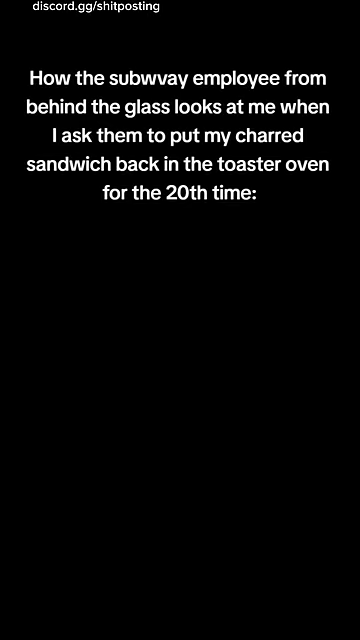 discord.gg/shitposting
How the subwvay employee from
behind the glass looks at me when
I ask them to put my charred
sandwich back in the toaster oven
for the 20th time: